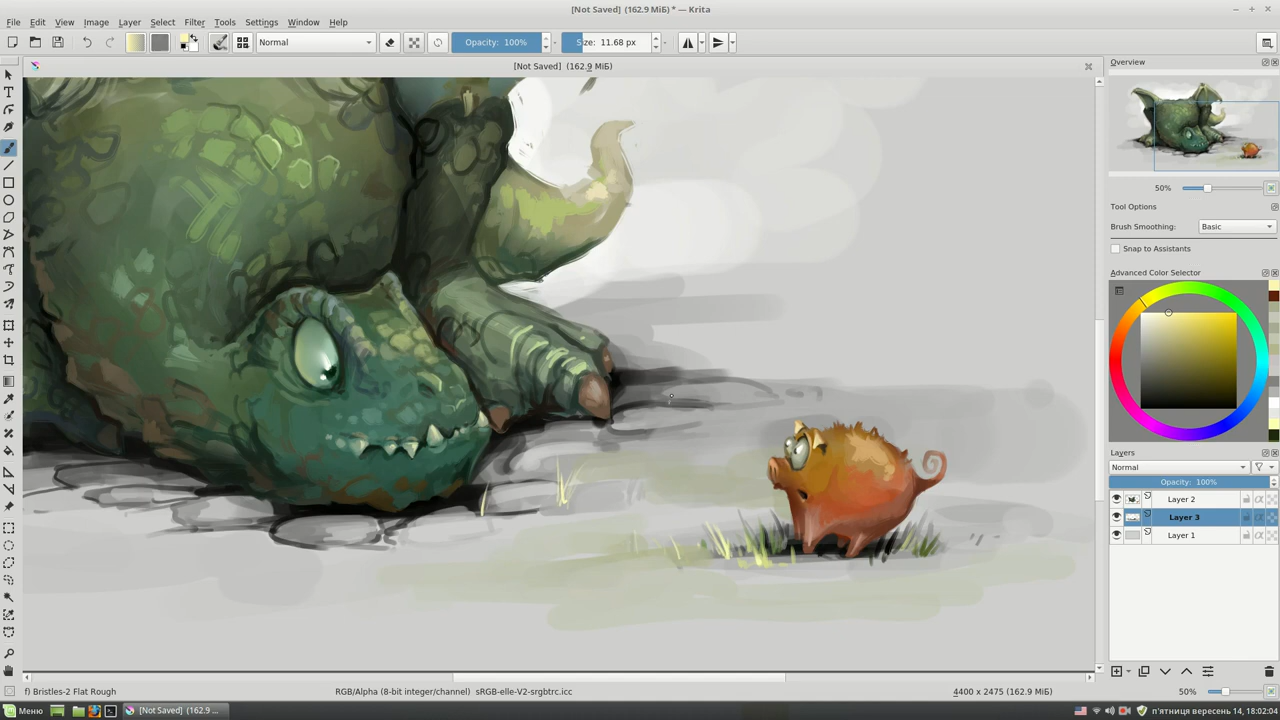 [Not Saved]  (162.9 МіБ) * — Krita
File Edit View Image Layer Select Filter Tools Settings Window Help
Normal Opacity: 100% Size: 11.68 px
[Not Saved]  (162.9 МіБ)
Overview
50%
Tool Options
Brush Smoothing: Basic
Snap to Assistants
Advanced Color Selector
Layers
Normal
Opacity: 100%
Layer 2
Layer 3
Layer 1
f) Bristles-2 Flat Rough RGB/Alpha (8-bit integer/channel)  sRGB-elle-V2-srgbtrc.icc 4400 x 2475 (162.9 МіБ) 50%
Меню [Not Saved]  (162.9 ... п'ятниця вересень 14, 18:02:04